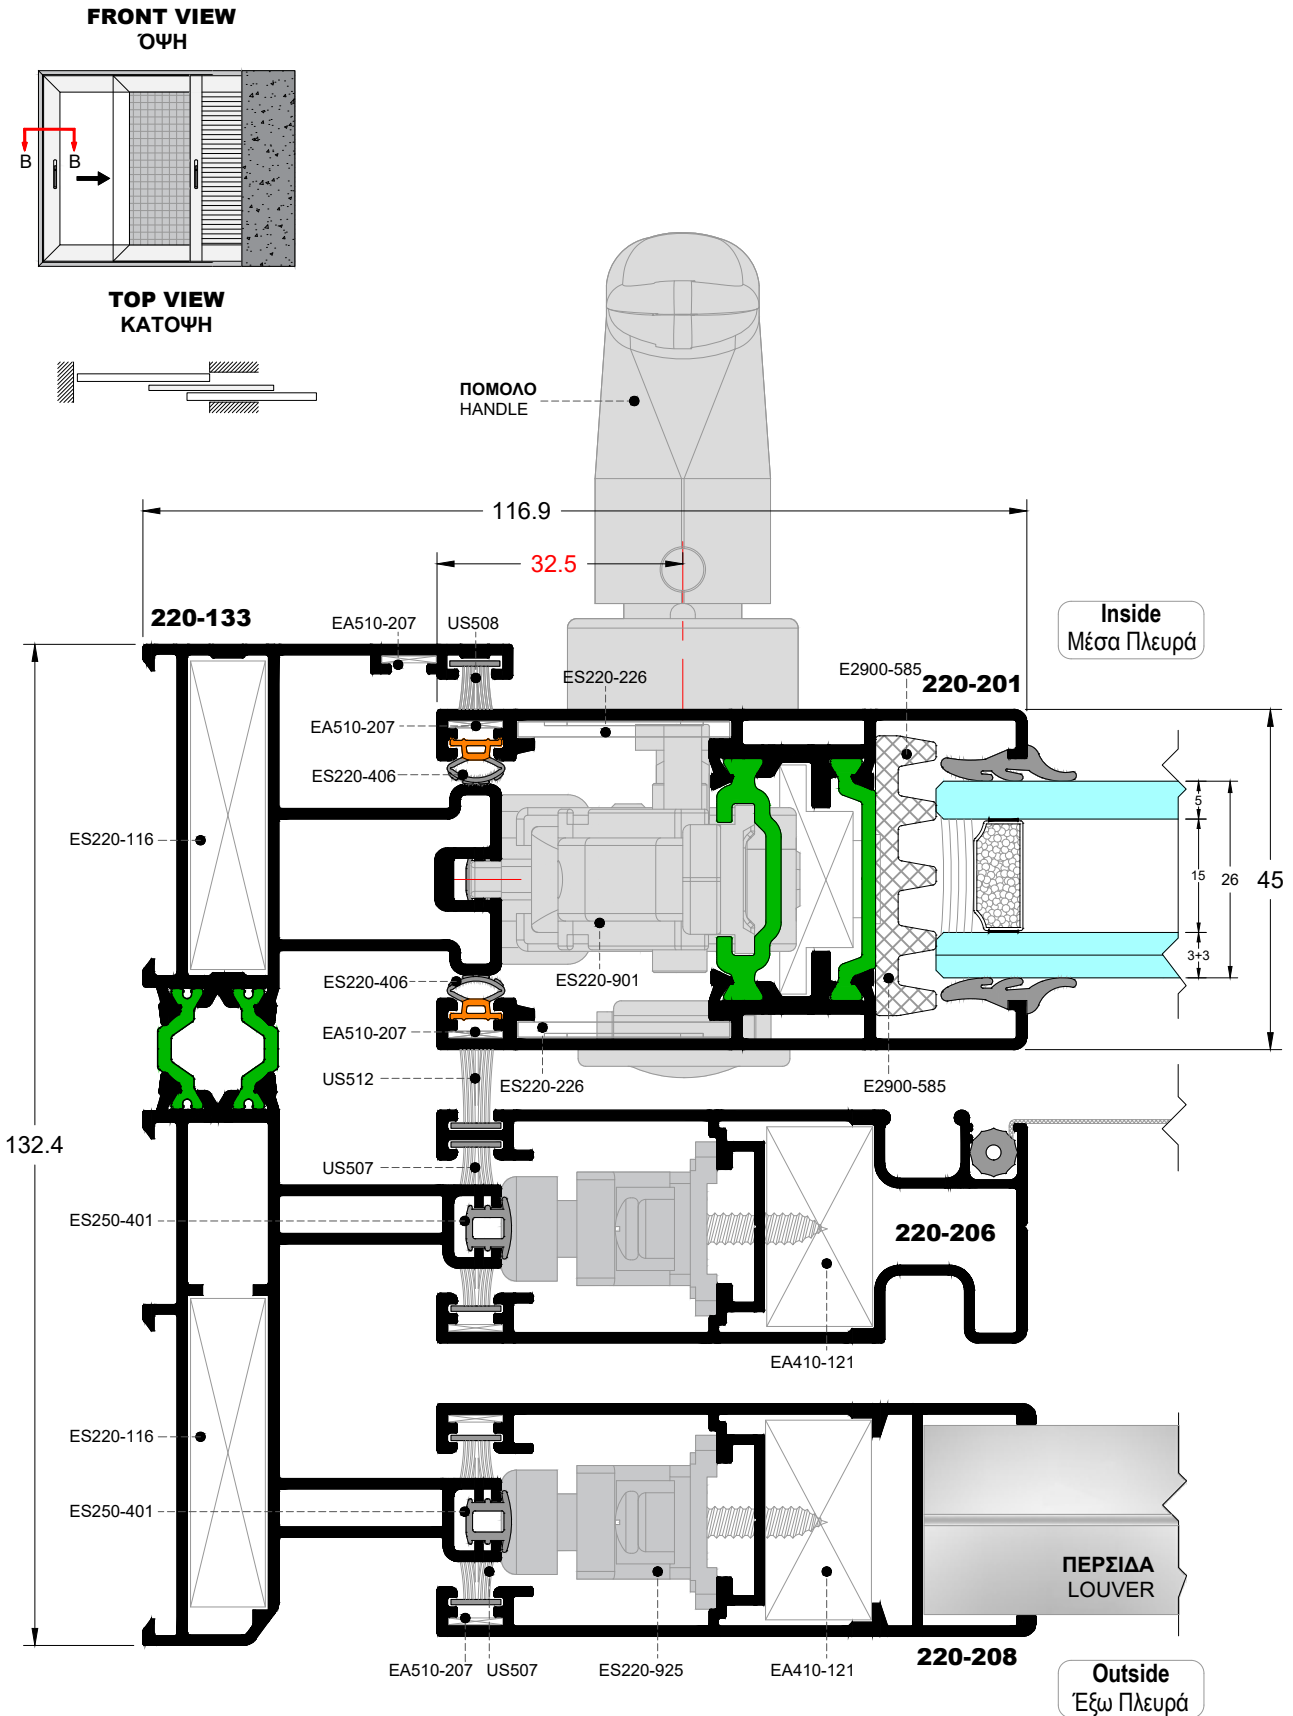 FRONT VIEW
ΌΨΗ
B
B
TOP VIEW
ΚΑΤΟΨΗ
ΠΟΜΟΛΟ
HANDLE
116.9
32.5
220-133
EA510-207
US508
Inside
Μέσα Πλευρά
ES220-226
E2900-585
220-201
EA510-207
ES220-406
5
ES220-116
15
26
45
3+3
ES220-406
ES220-901
EA510-207
US512
ES220-226
E2900-585
132.4
US507
ES250-401
220-206
EA410-121
ES220-116
ES250-401
ΠΕΡΣΙΔΑ
LOUVER
EA510-207
US507
ES220-925
EA410-121
220-208
Outside
Έξω Πλευρά